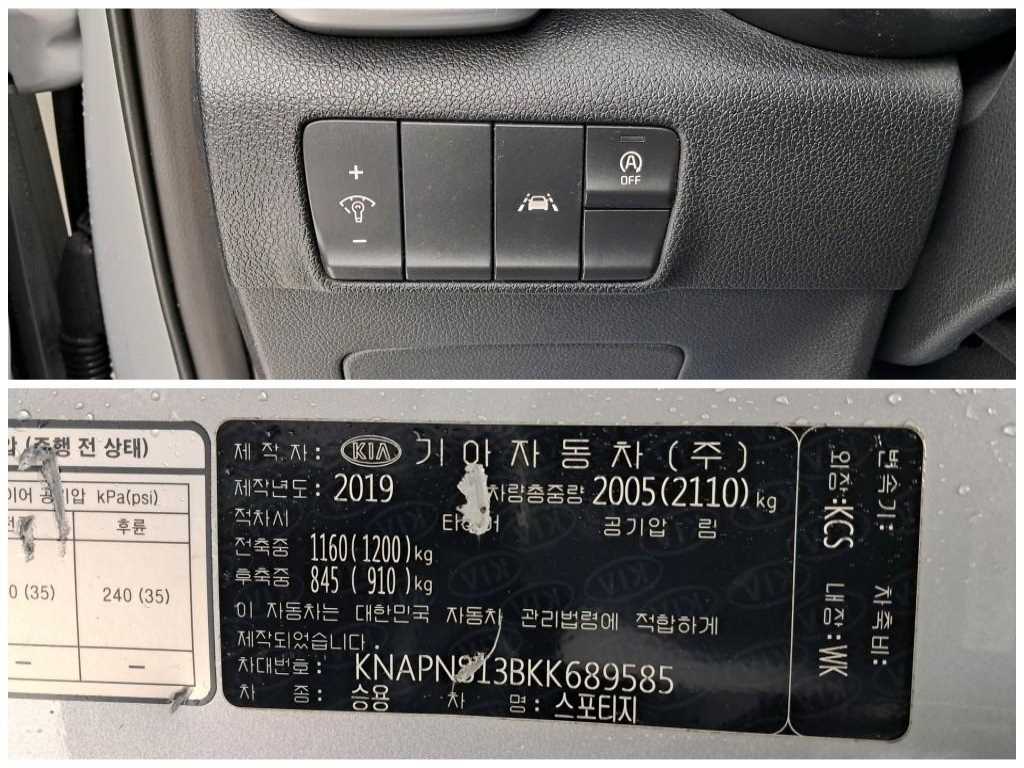 +
-
A
OFF
압 (주행 전 상태)
이어 공기압 kPa(psi)
전
후륜
0 (35)
240 (35)
-
-
제 작 자 : KIA 기 아 자 동 차 ( 주 )
제작년도 : 2019 차량총중량 2005(2110) kg
적차시 타이어 공기압 림
전축중 1160(1200)kg
후축중 845 ( 910)kg
이 자동차는 대한민국 자동차 관리법령에 적합하게
제작되었습니다.
차대번호: KNAPN813BKK689585
차 종: 승용 차 명: 스포티지
변속기: 차축비:
외장:KCS 내장:WK